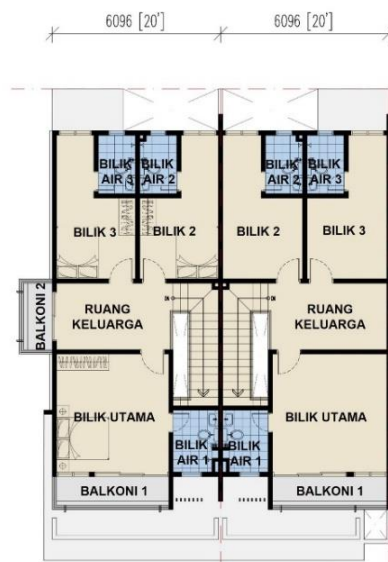 6096 [20']
6096 [20']
BILIK
AIR 3
BILIK
AIR 2
BILIK
AIR 2
BILIK
AIR 3
BILIK 3
BILIK 2
BILIK 2
BILIK 3
BALKONI 2
RUANG
KELUARGA
RUANG
KELUARGA
BILIK UTAMA
BILIK UTAMA
BILIK
AIR 1
BILIK
AIR 1
BALKONI 1
BALKONI 1